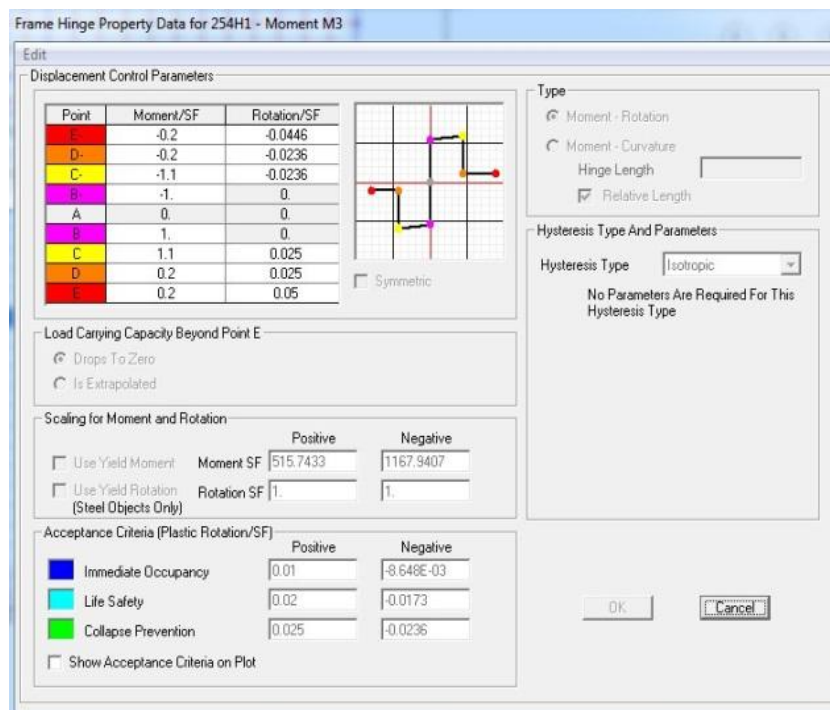 Frame Hinge Property Data for 254H1 - Moment M3
Edit
Displacement Control Parameters
Point Moment/SF Rotation/SF
E- -0.2 -0.0446
D- -0.2 -0.0236
C- -1.1 -0.0236
B- -1. 0.
A 0. 0.
B 1. 0.
C 1.1 0.025
D 0.2 0.025
E 0.2 0.05
Symmetric
Load Carrying Capacity Beyond Point E
Drops To Zero
Is Extrapolated
Scaling for Moment and Rotation
Positive Negative
Use Yield Moment Moment SF 515.7433 1167.9407
Use Yield Rotation Rotation SF 1. 1.
(Steel Objects Only)
Acceptance Criteria (Plastic Rotation/SF)
Positive Negative
Immediate Occupancy 0.01 -8.648E-03
Life Safety 0.02 -0.0173
Collapse Prevention 0.025 -0.0236
Show Acceptance Criteria on Plot
Type
Moment - Rotation
Moment - Curvature
Hinge Length
Relative Length
Hysteresis Type And Parameters
Hysteresis Type Isotropic
No Parameters Are Required For This
Hysteresis Type
OK Cancel